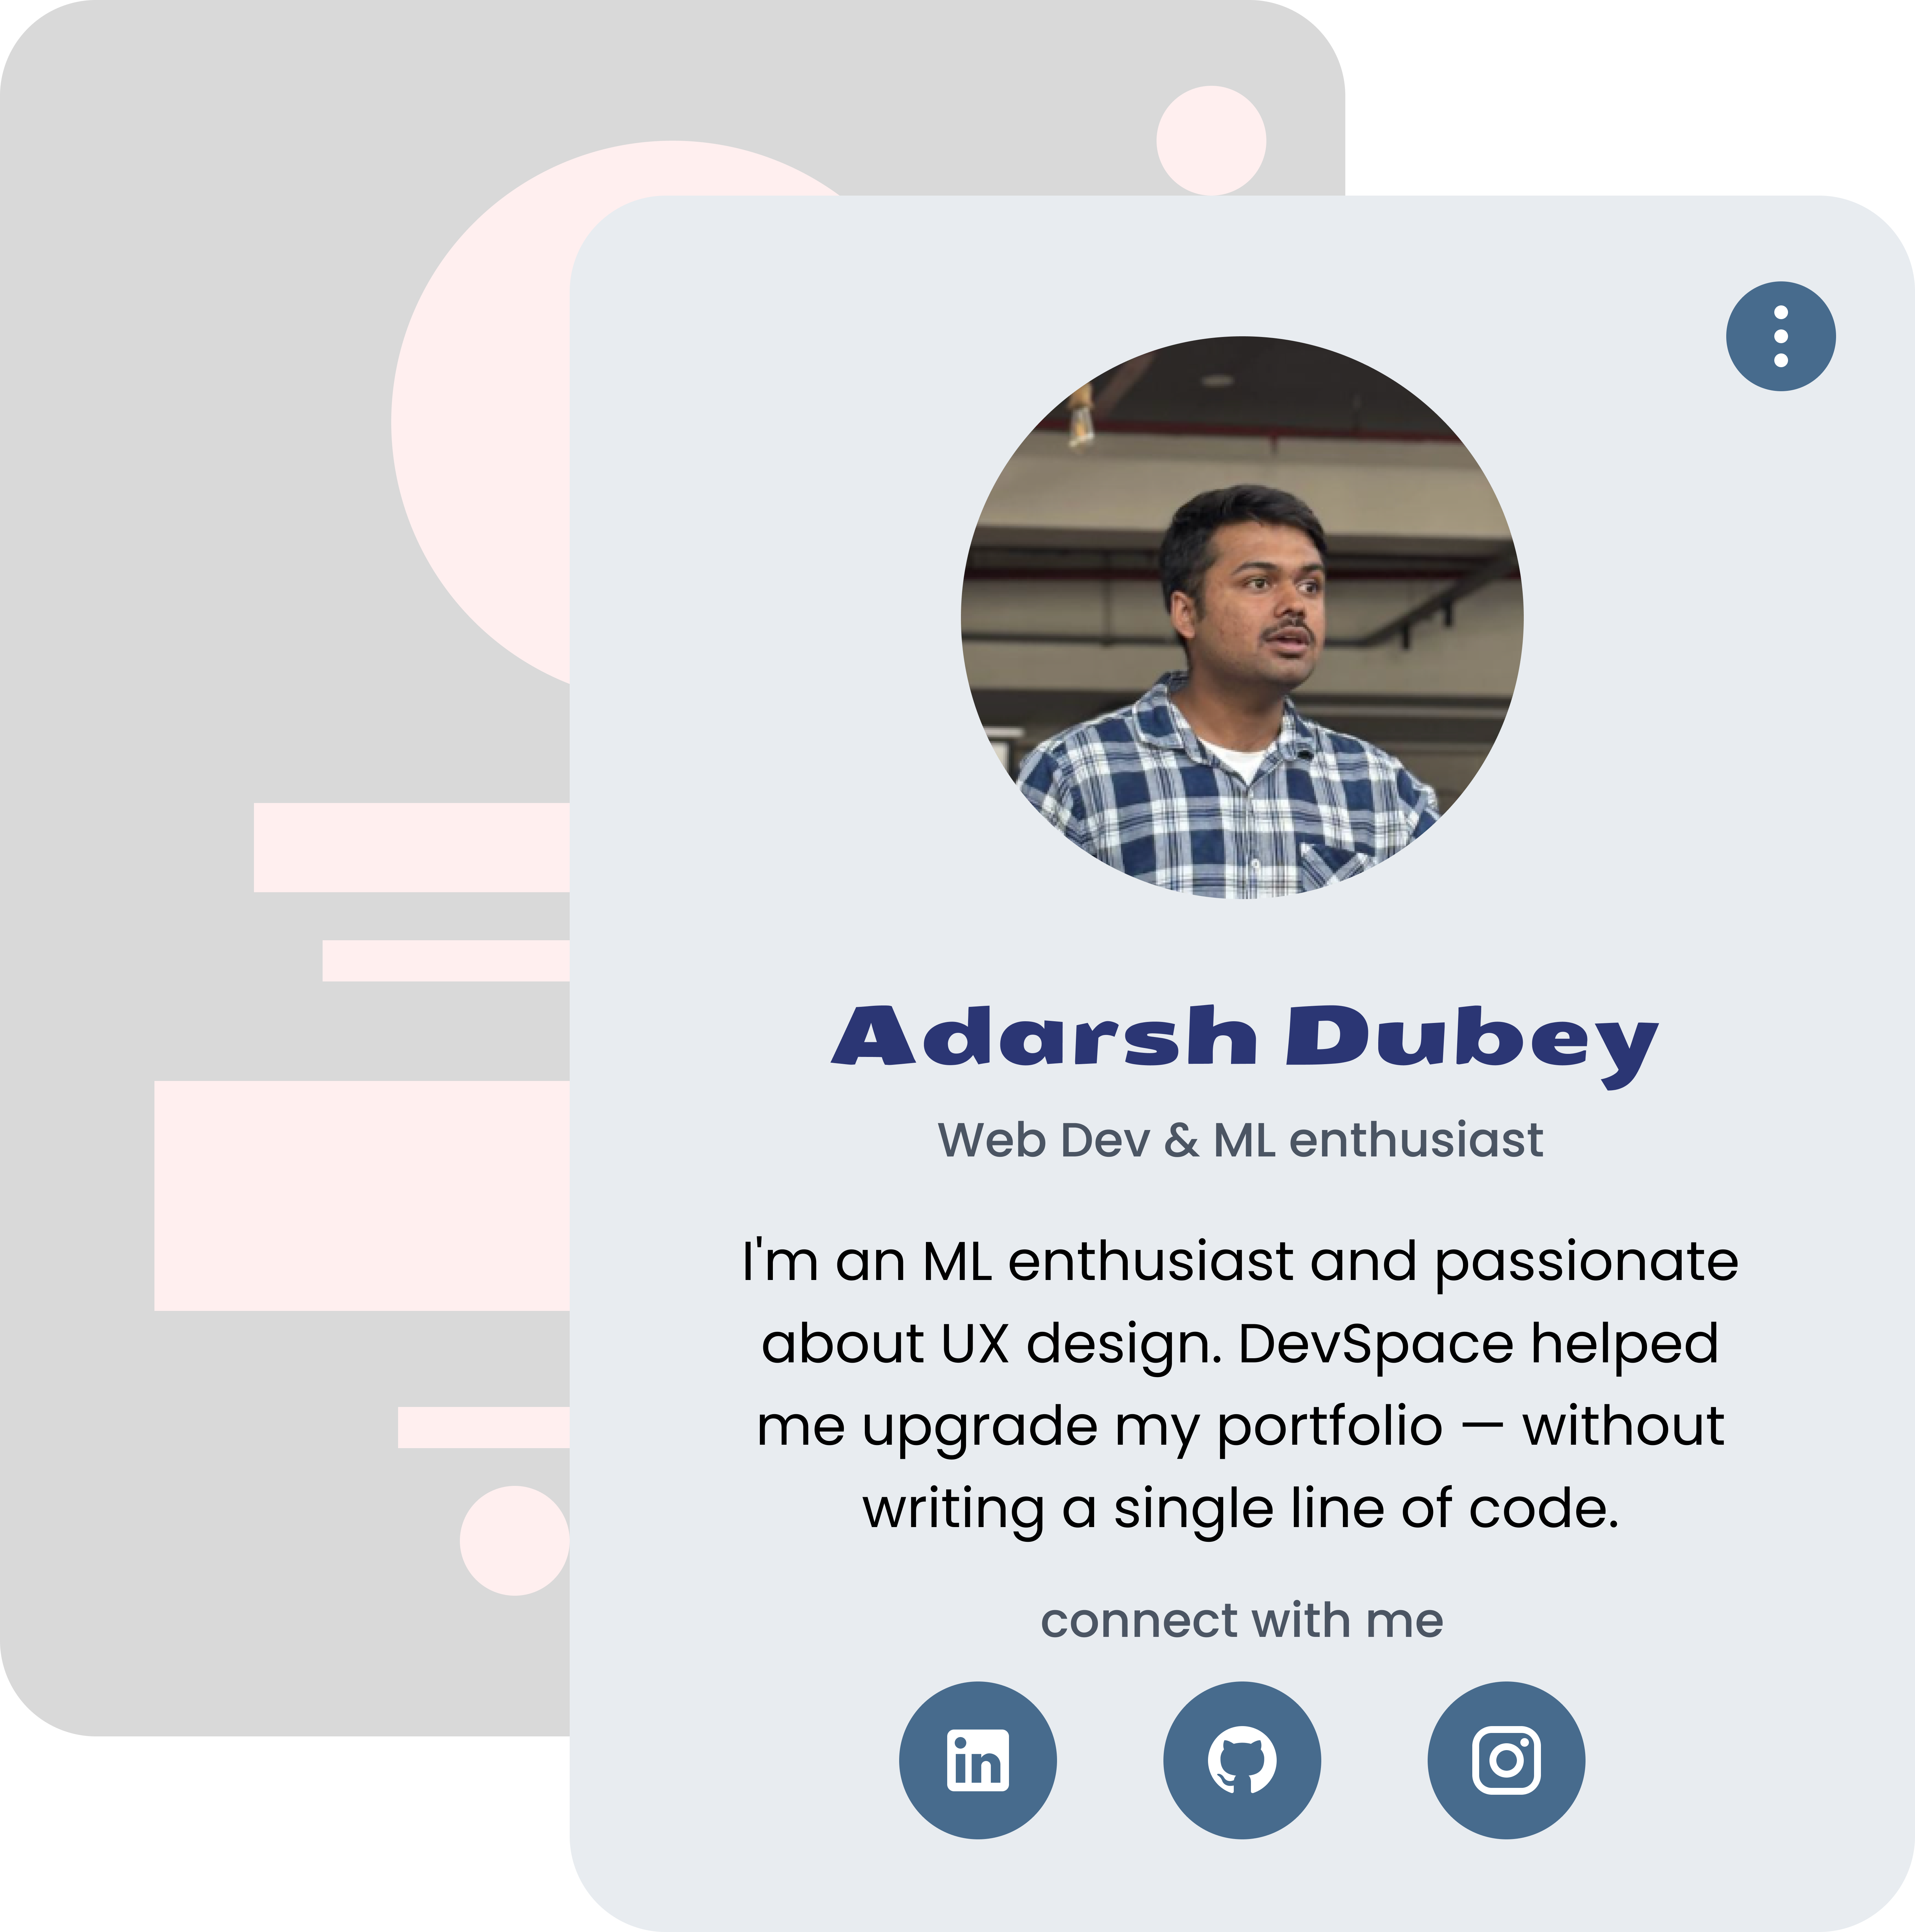 Adarsh Dubey
Web Dev & ML enthusiast
I'm an ML enthusiast and passionate
about UX design. DevSpace helped
me upgrade my portfolio — without
writing a single line of code.
connect with me
in